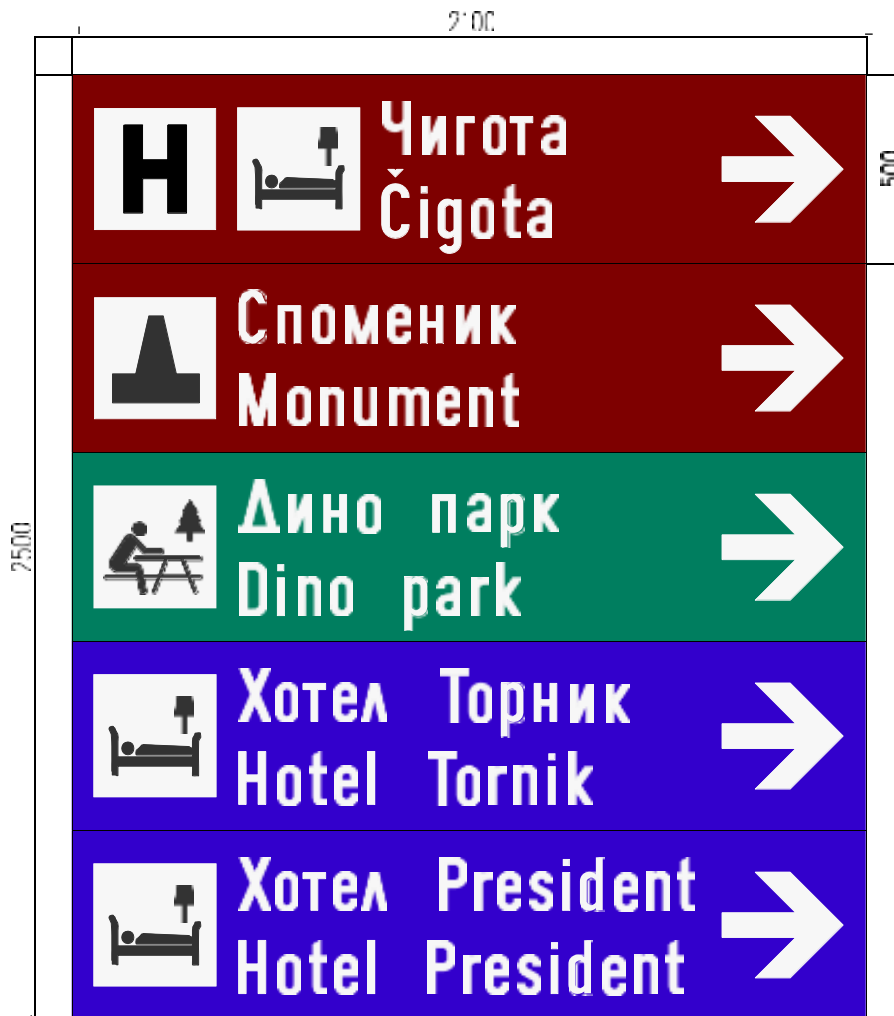 2100
H
Чигота
Čigota
500
Споменик
Monument
Дино парк
Dino park
2500
Хотел Торник
Hotel Tornik
Хотел President
Hotel President